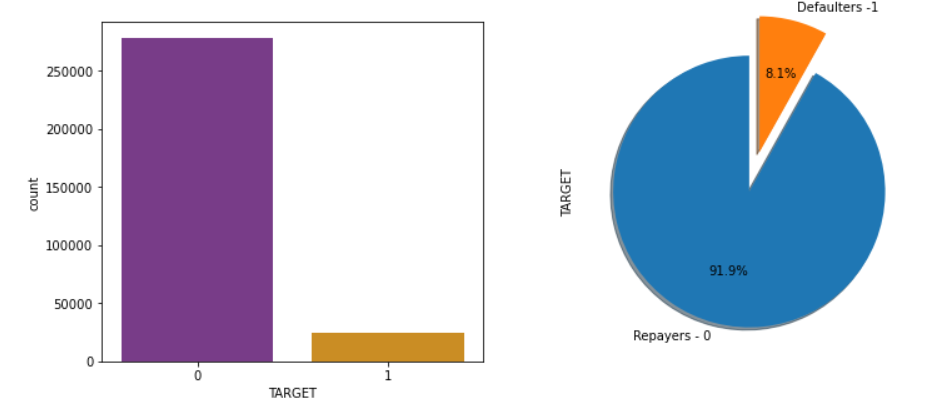 250000
200000
150000
100000
50000
0
count
0
1
TARGET
Defaulters -1
8.1%
TARGET
91.9%
Repayers - 0